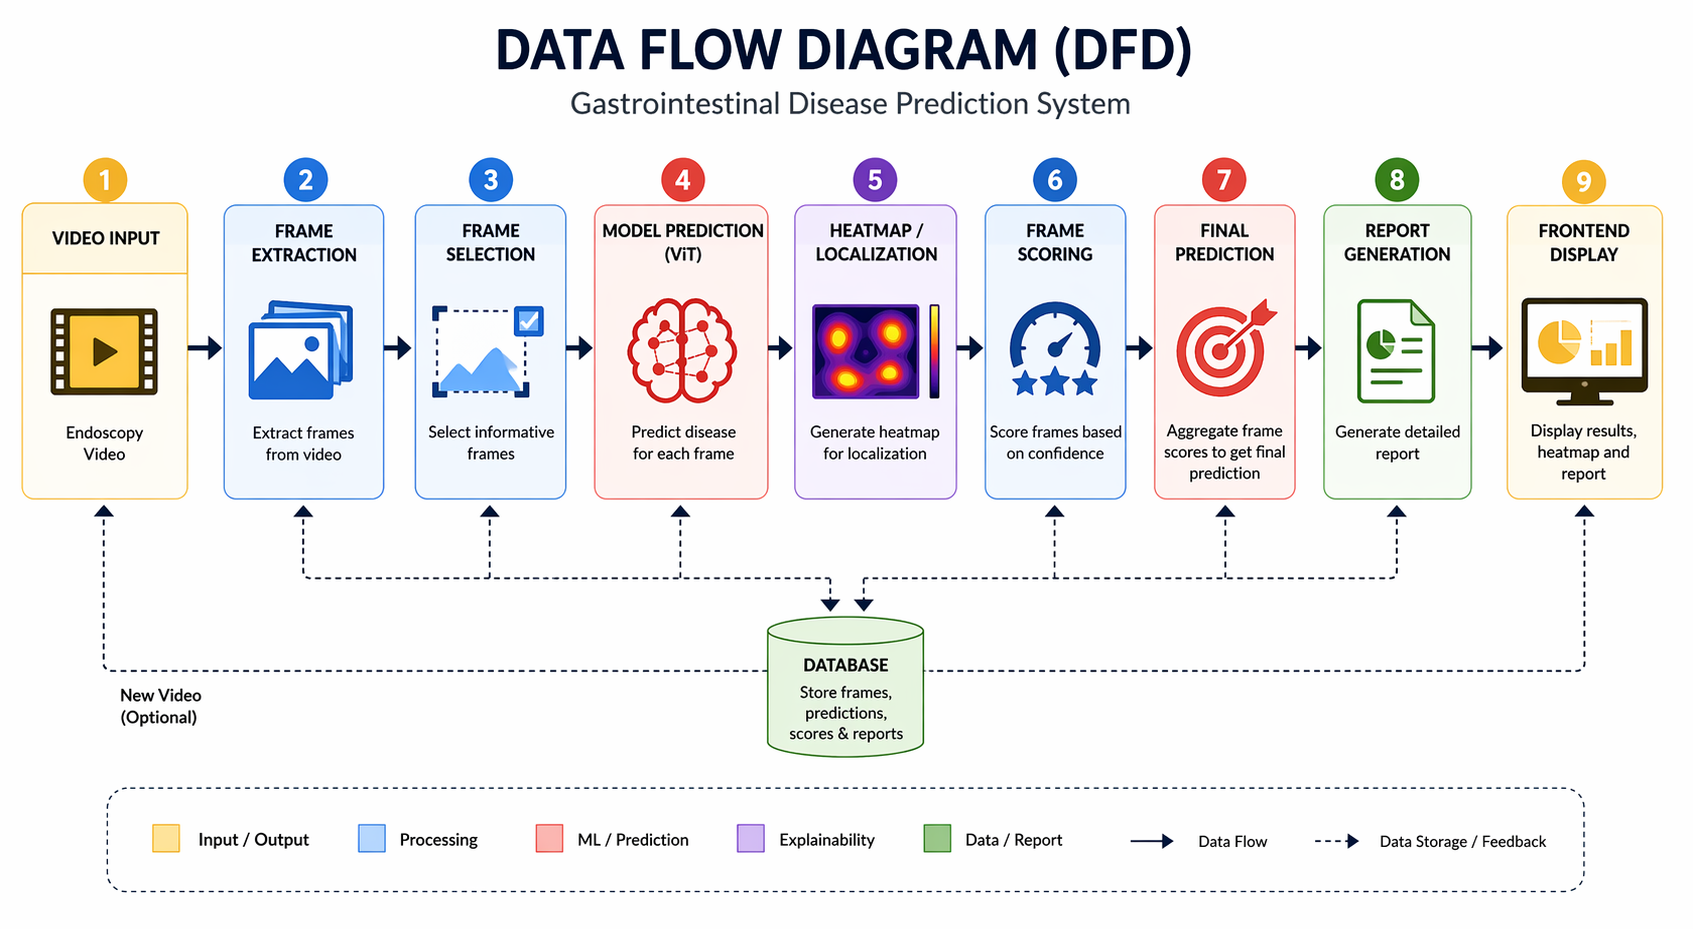 DATA FLOW DIAGRAM (DFD)
Gastrointestinal Disease Prediction System
1
VIDEO INPUT
Endoscopy
Video
2
FRAME
EXTRACTION
Extract frames
from video
3
FRAME
SELECTION
Select informative
frames
4
MODEL PREDICTION
(ViT)
Predict disease
for each frame
5
HEATMAP /
LOCALIZATION
Generate heatmap
for localization
6
FRAME
SCORING
Score frames based
on confidence
7
FINAL
PREDICTION
Aggregate frame
scores to get final
prediction
8
REPORT
GENERATION
Generate detailed
report
9
FRONTEND
DISPLAY
Display results,
heatmap and
report
New Video
(Optional)
DATABASE
Store frames,
predictions,
scores & reports
Input / Output
Processing
ML / Prediction
Explainability
Data / Report
Data Flow
Data Storage / Feedback